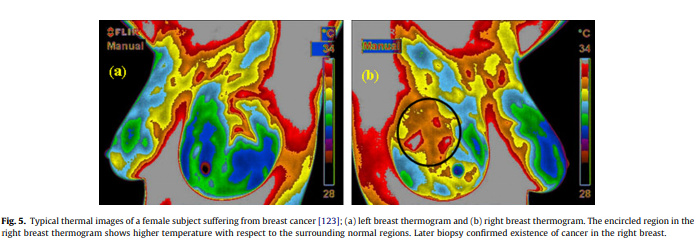 FLIR
Manual
°C
34
(a)
28
Manual
°C
34
(b)
28
Fig. 5. Typical thermal images of a female subject suffering from breast cancer [123]; (a) left breast thermogram and (b) right breast thermogram. The encircled region in the
right breast thermogram shows higher temperature with respect to the surrounding normal regions. Later biopsy confirmed existence of cancer in the right breast.